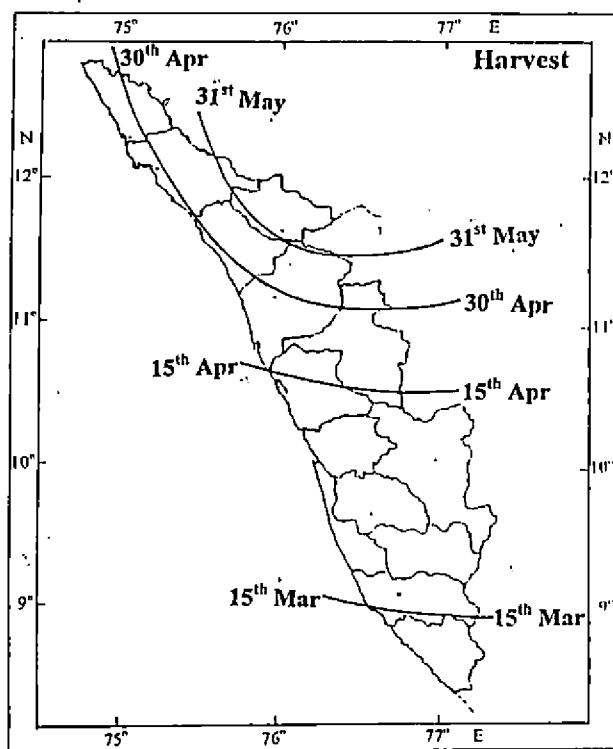 75° 76° 77° E
30th Apr
Harvest
31st May
N N
12° 12°
31st May
30th Apr
11° 11°
15th Apr
15th Apr
10° 10°
15th Mar
15th Mar
9° 9°
75° 76° 77° E